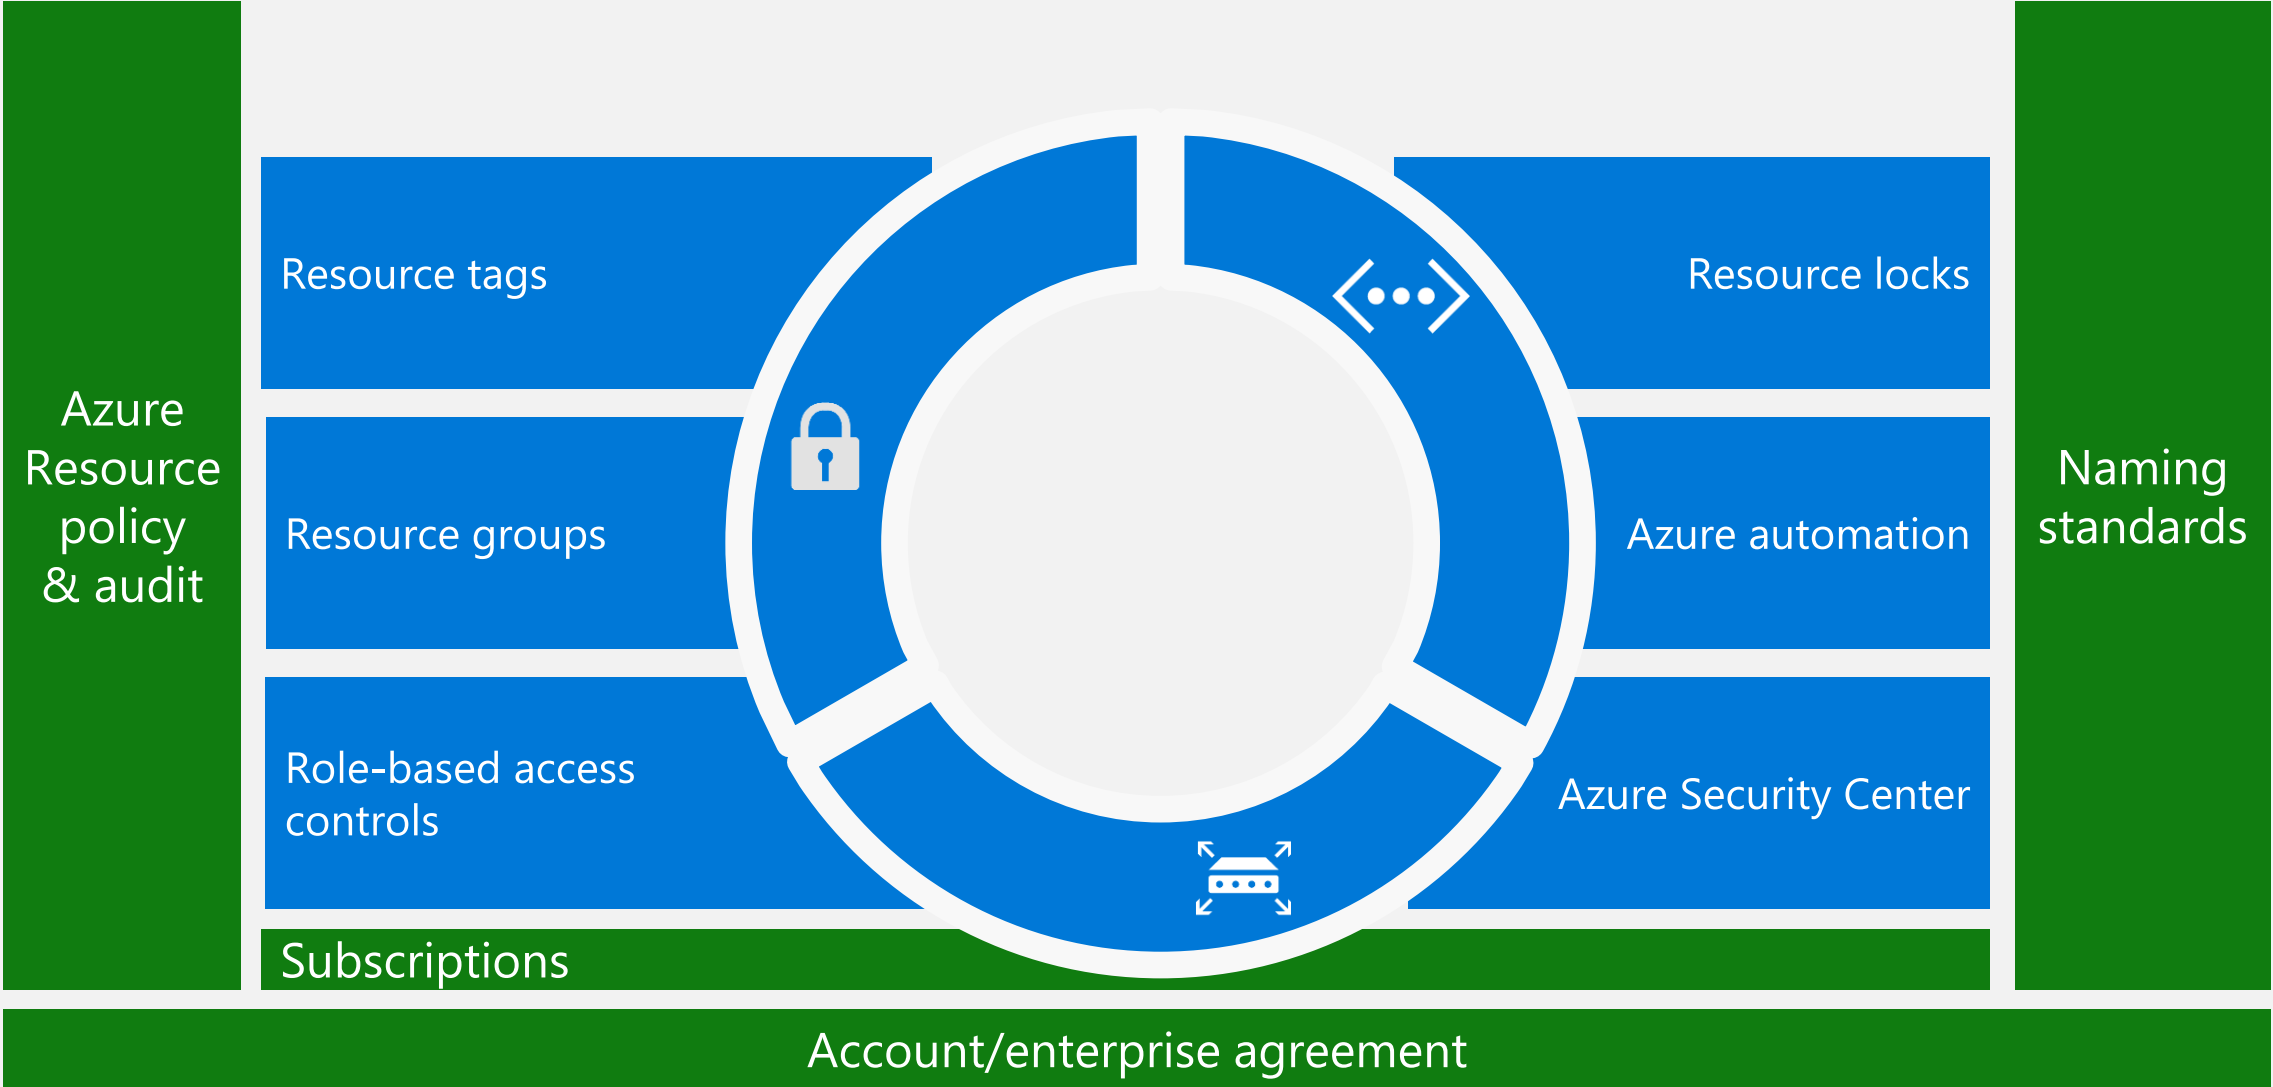 Azure
Resource
policy
& audit
Resource tags
Resource groups
Role-based access
controls
Resource locks
Azure automation
Azure Security Center
Naming
standards
Subscriptions
Account/enterprise agreement